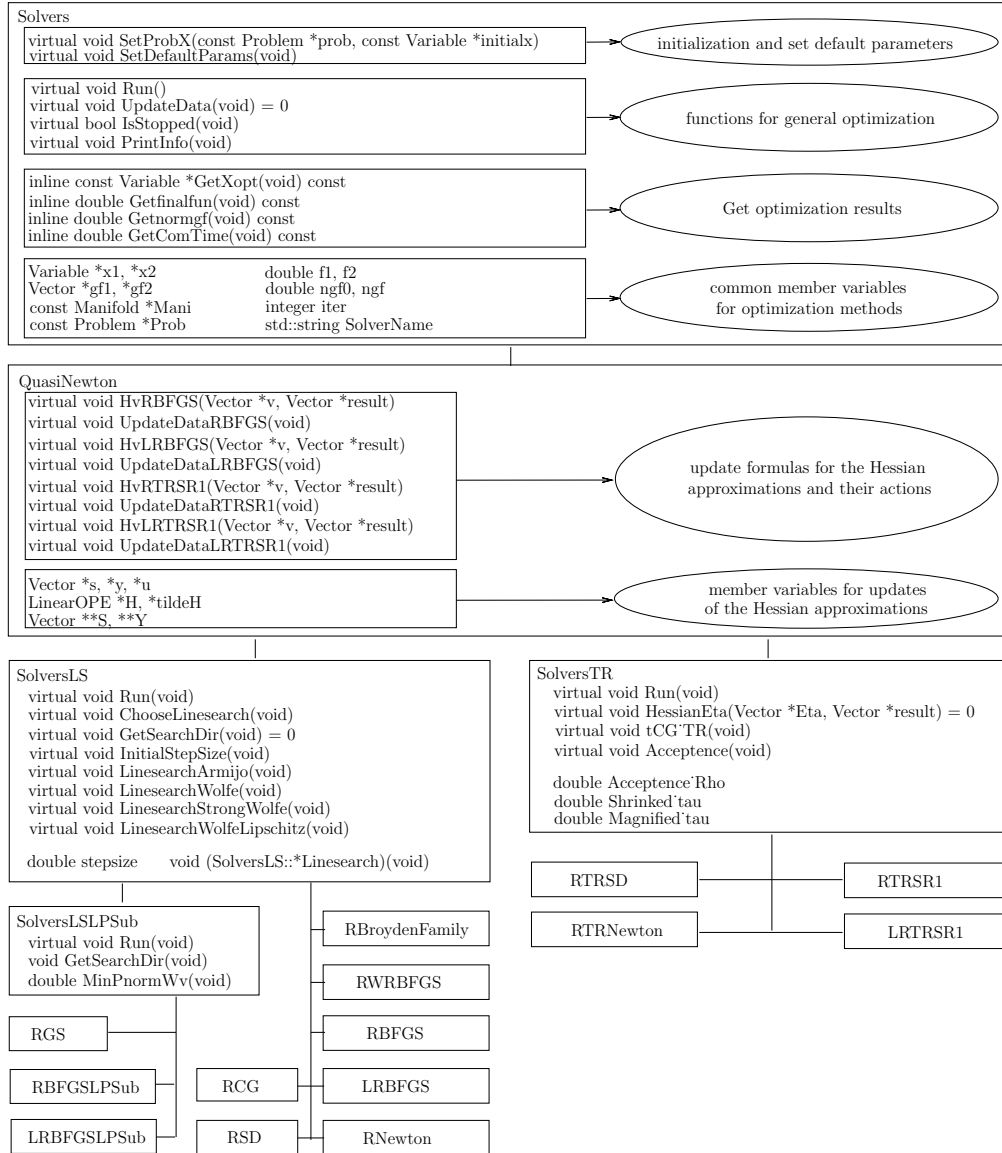 Solvers
virtual void SetProbX(const Problem *prob, const Variable *initialx)
virtual void SetDefaultParams(void)
initialization and set default parameters
virtual void Run()
virtual void UpdateData(void) = 0
virtual bool IsStopped(void)
virtual void PrintInfo(void)
functions for general optimization
inline const Variable *GetXopt(void) const
inline double Getfinalfun(void) const
inline double Getnormgf(void) const
inline double GetComTime(void) const
Get optimization results
Variable *x1, *x2 double f1, f2
Vector *gf1, *gf2 double ngf0, ngf
const Manifold *Mani integer iter
const Problem *Prob std::string SolverName
common member variables
for optimization methods
QuasiNewton
virtual void HvRBFGS(Vector *v, Vector *result)
virtual void UpdateDataRBFGS(void)
virtual void HvLRBFGS(Vector *v, Vector *result)
virtual void UpdateDataLRBFGS(void)
virtual void HvRTRSR1(Vector *v, Vector *result)
virtual void UpdateDataRTRSR1(void)
virtual void HvLRTRSR1(Vector *v, Vector *result)
virtual void UpdateDataLRTRSR1(void)
update formulas for the Hessian
approximations and their actions
Vector *s, *y, *u
LinearOPE *H, *tildeH
Vector **S, **Y
member variables for updates
of the Hessian approximations
SolversLS
virtual void Run(void)
virtual void ChooseLinesearch(void)
virtual void GetSearchDir(void) = 0
virtual void InitialStepSize(void)
virtual void LinesearchArmijo(void)
virtual void LinesearchWolfe(void)
virtual void LinesearchStrongWolfe(void)
virtual void LinesearchWolfeLipschitz(void)
double stepsize void (SolversLS::*Linesearch)(void)
SolversTR
virtual void Run(void)
virtual void HessianEta(Vector *Eta, Vector *result) = 0
virtual void tCG˙TR(void)
virtual void Acceptence(void)
double Acceptence˙Rho
double Shrinked˙tau
double Magnified˙tau
RTRSD
RTRSR1
RTRNewton
LRTRSR1
SolversLSLPSub
virtual void Run(void)
void GetSearchDir(void)
double MinPnormWv(void)
RBroydenFamily
RWRBFGS
RGS
RBFGS
RBFGSLPSub
RCG
LRBFGS
LRBFGSLPSub
RSD
RNewton